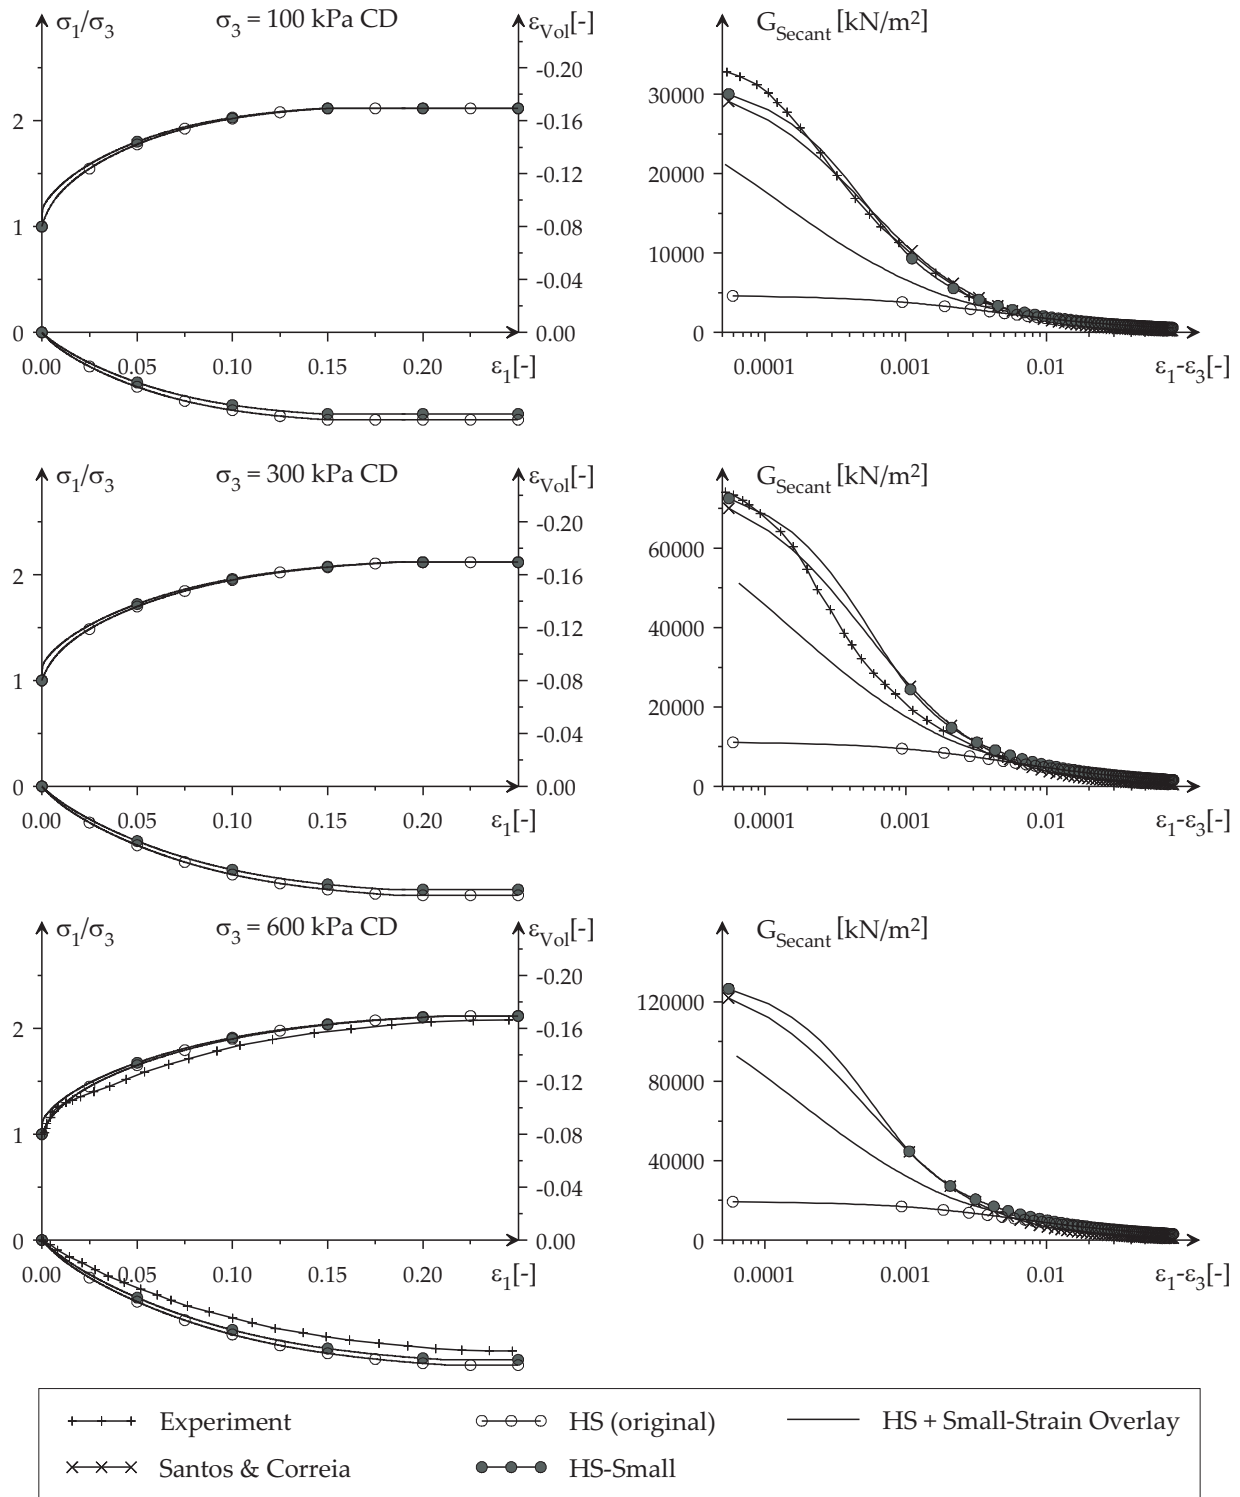 σ1/σ3 σ3 = 100 kPa CD εVol[-]
-0.20
2 -0.16
-0.12
1 -0.08
-0.04
0 0.00
0.00 0.05 0.10 0.15 0.20 ε1[-]
GSecant [kN/m²]
30000
20000
10000
0
0.0001 0.001 0.01 ε1-ε3[-]
σ1/σ3 σ3 = 300 kPa CD εVol[-]
-0.20
2 -0.16
-0.12
1 -0.08
-0.04
0 0.00
0.00 0.05 0.10 0.15 0.20 ε1[-]
GSecant [kN/m²]
60000
40000
20000
0
0.0001 0.001 0.01 ε1-ε3[-]
σ1/σ3 σ3 = 600 kPa CD εVol[-]
-0.20
2 -0.16
-0.12
1 -0.08
-0.04
0 0.00
0.00 0.05 0.10 0.15 0.20 ε1[-]
GSecant [kN/m²]
120000
80000
40000
0
0.0001 0.001 0.01 ε1-ε3[-]
Experiment HS (original) HS + Small-Strain Overlay
Santos & Correia HS-Small